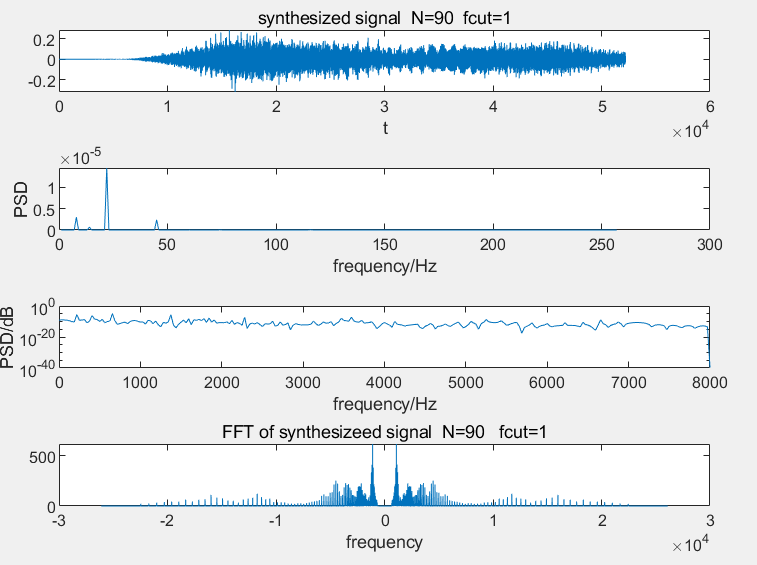 synthesized signal N=90 fcut=1
0.2
0
-0.2
0 1 2 3 4 5 6
t
×10^4
×10^-5
1
0.5
0
PSD
0 50 100 150 200 250 300
frequency/Hz
10^0
10^-20
10^-40
PSD/dB
0 1000 2000 3000 4000 5000 6000 7000 8000
frequency/Hz
FFT of synthesizeed signal N=90 fcut=1
500
0
-3 -2 -1 0 1 2 3
frequency
×10^4